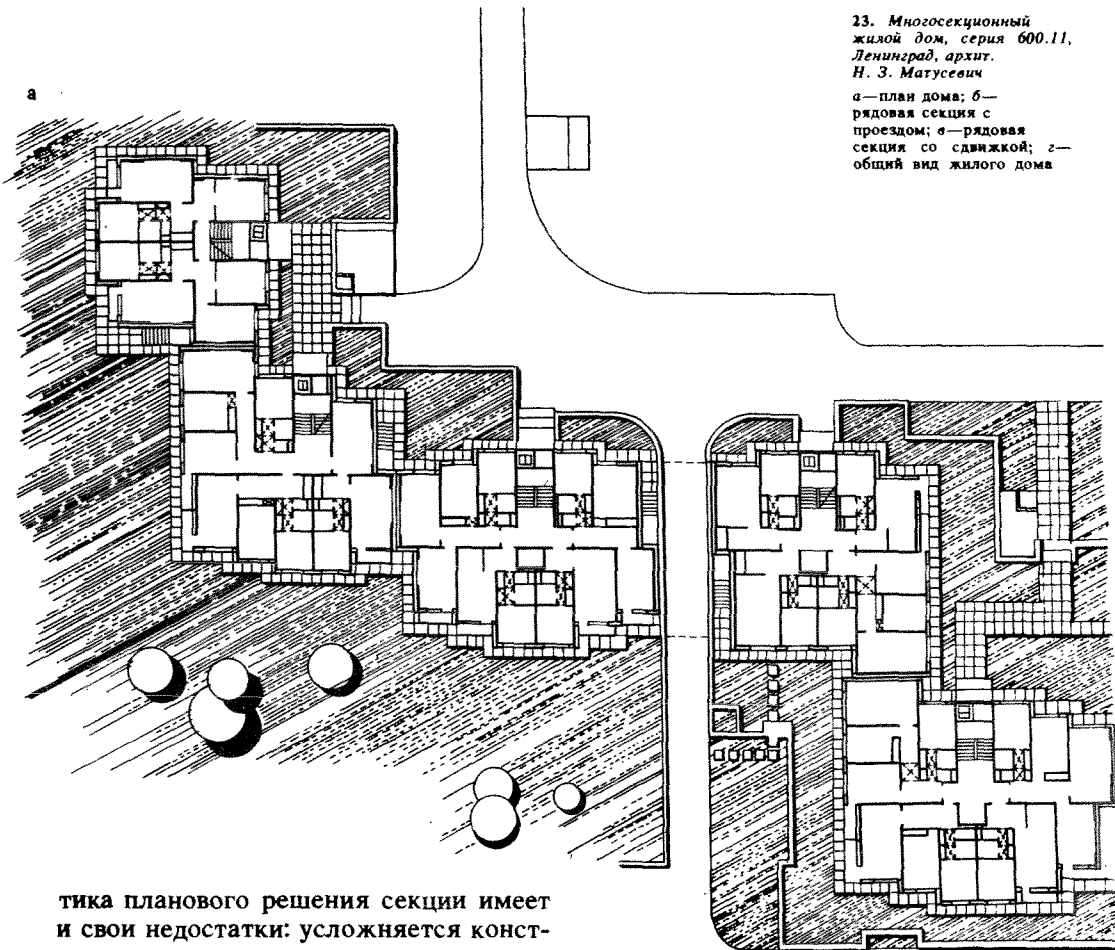 23. Многосекционный
жилой дом, серия 600.11,
Ленинград, архит.
Н. З. Матусевич
а—план дома; б—
рядовая секция с
проездом; в—рядовая
секция со сдвижкой; г—
общий вид жилого дома
а
тика планового решения секции имеет
и свои недостатки: усложняется конст-